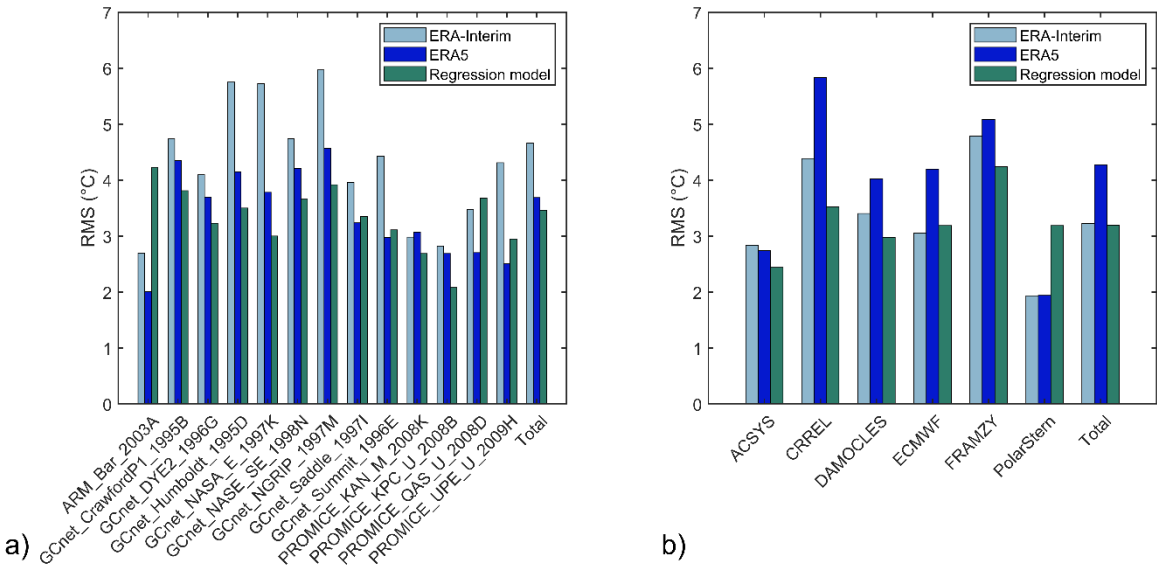 7
6
5
4
3
2
1
0
RMS (°C)
ERA-Interim
ERA5
Regression model
ARM_Bar_2003A
GCnet_CrawfordP1_1995B
GCnet_DYE2_1996G
GCnet_Humboldt_1995D
GCnet_NASA_E_1997K
GCnet_NASE_SE_1998N
GCnet_NGRIP_1997M
GCnet_Saddle_1997I
GCnet_Summit_1996E
PROMICE_KAN_M_2008K
PROMICE_KPC_U_2008B
PROMICE_QAS_U_2008D
PROMICE_UPE_U_2009H
Total
a)
7
6
5
4
3
2
1
0
RMS (°C)
ERA-Interim
ERA5
Regression model
ACSYS
CRREL
DAMOCLES
ECMWF
FRAMZY
PolarStern
Total
b)